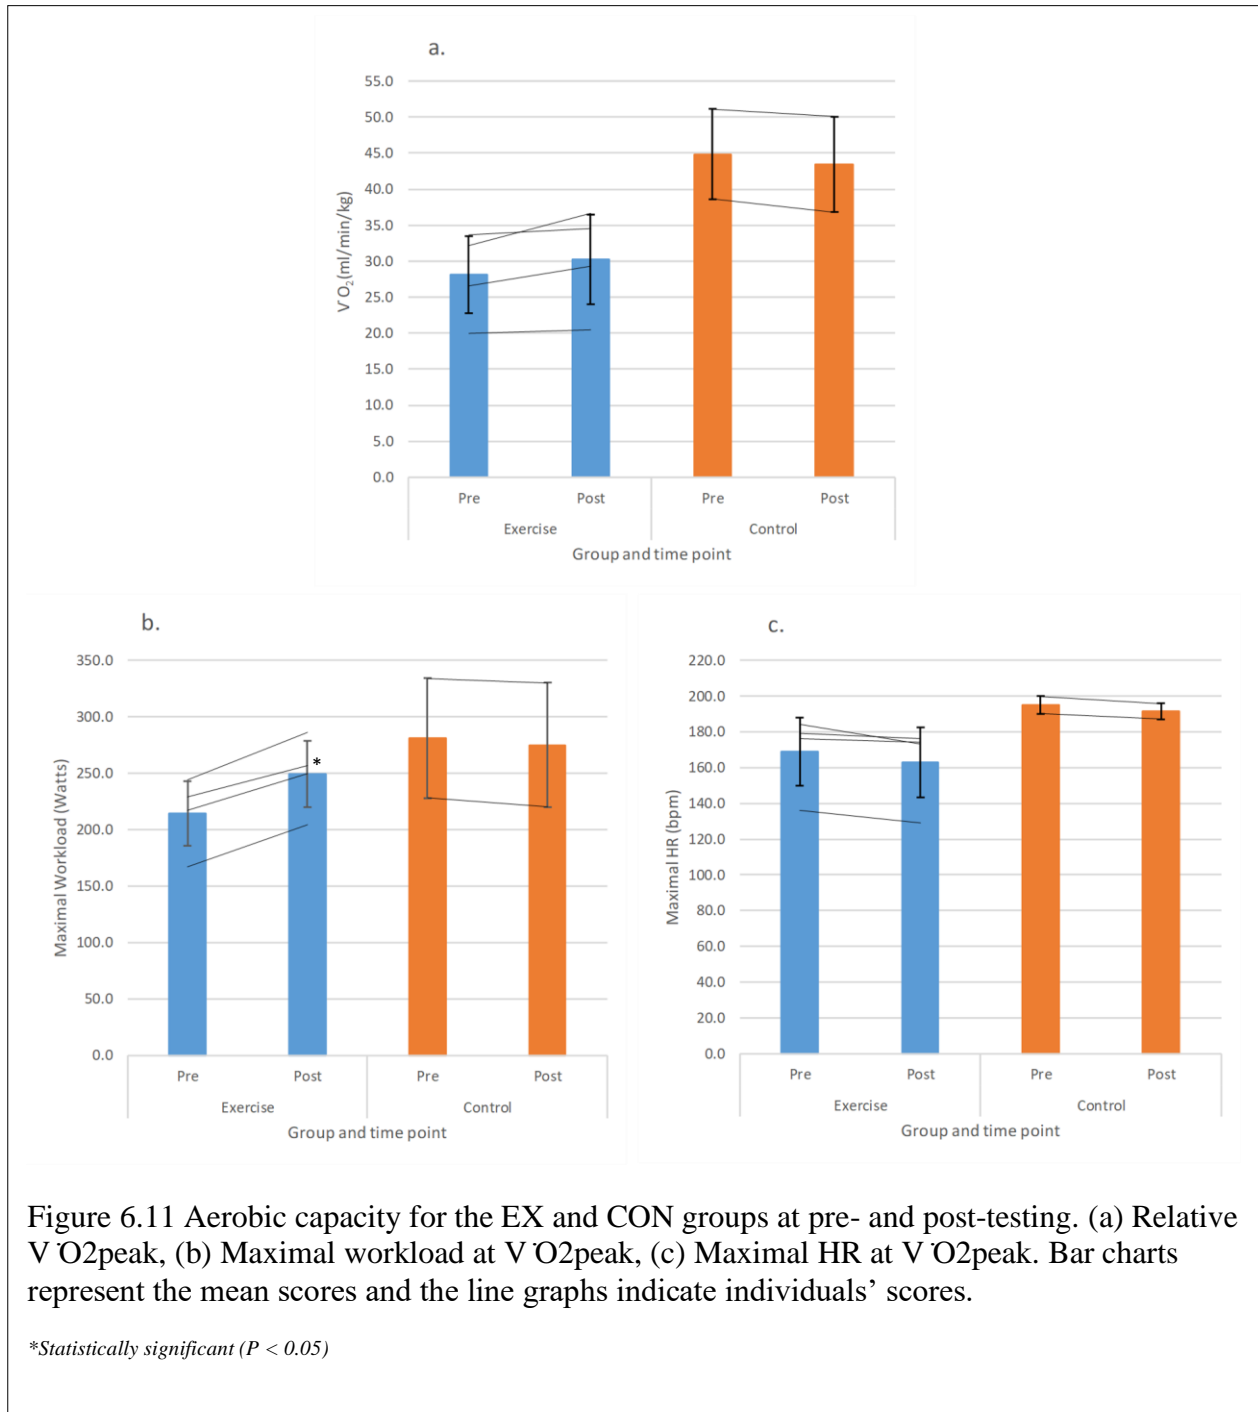 a.
55.0
50.0
45.0
40.0
35.0
30.0
25.0
20.0
15.0
10.0
5.0
0.0
V̇ O₂(ml/min/kg)
Pre Post Pre Post
Exercise Control
Group and time point
b.
350.0
300.0
250.0
200.0
150.0
100.0
50.0
0.0
Maximal Workload (Watts)
*
Pre Post Pre Post
Exercise Control
Group and time point
c.
220.0
200.0
180.0
160.0
140.0
120.0
100.0
80.0
60.0
40.0
20.0
0.0
Maximal HR (bpm)
Pre Post Pre Post
Exercise Control
Group and time point
Figure 6.11 Aerobic capacity for the EX and CON groups at pre- and post-testing. (a) Relative
V̇O2peak, (b) Maximal workload at V̇O2peak, (c) Maximal HR at V̇O2peak. Bar charts
represent the mean scores and the line graphs indicate individuals’ scores.
*Statistically significant (P < 0.05)